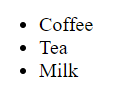 • Coffee
• Tea
• Milk